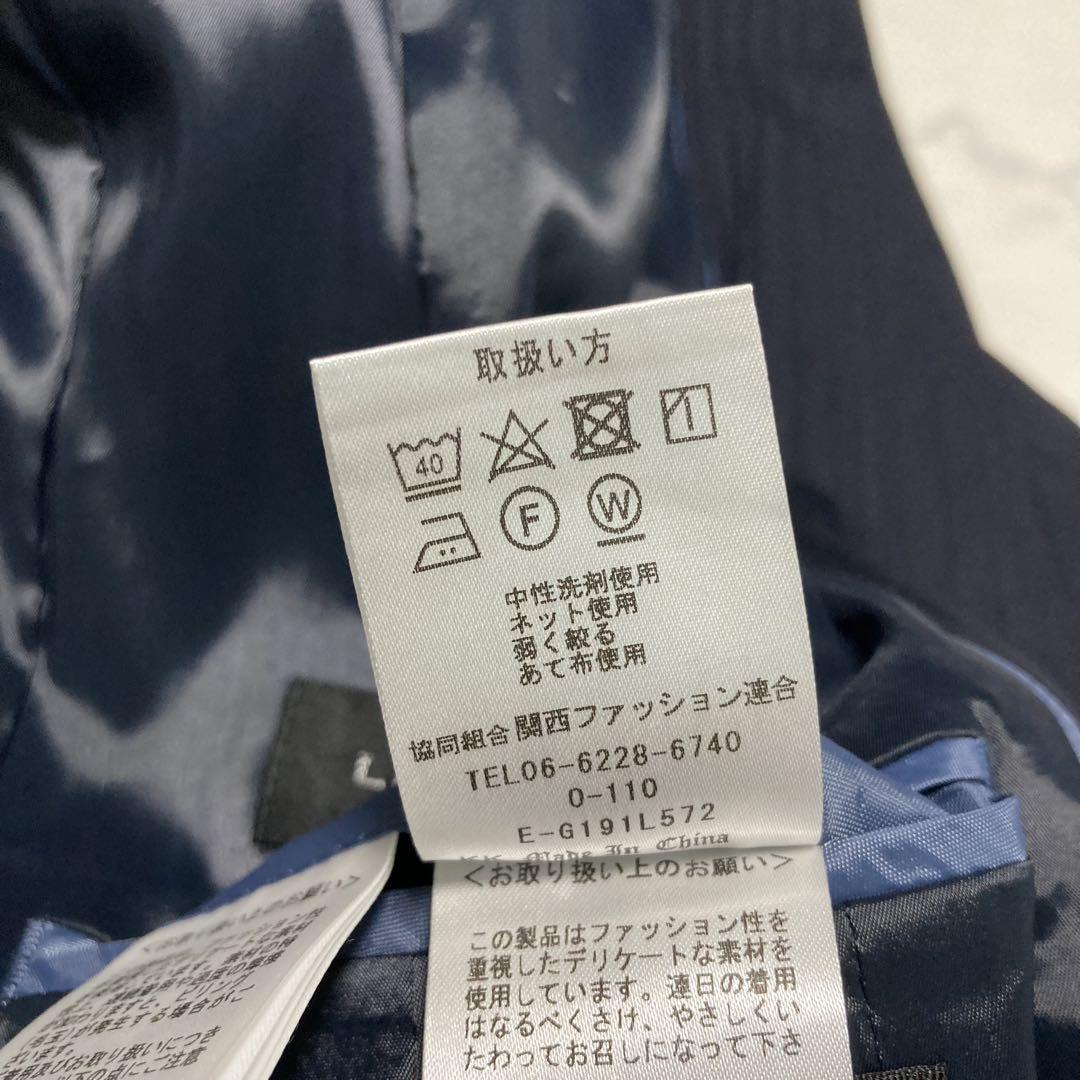 取扱い方
40
F W
中性洗剤使用
ネット使用
弱く絞る
あて布使用
協同組合関西ファッション連合
TEL06-6228-6740
0-110
E-G191L572
KK Made In China
<お取り扱い上のお願い>
この製品はファッション性を
重視したデリケートな素材を
使用しています。連日の着用
はなるべくさけ、やさしくい
たわってお召しになって下さ
L